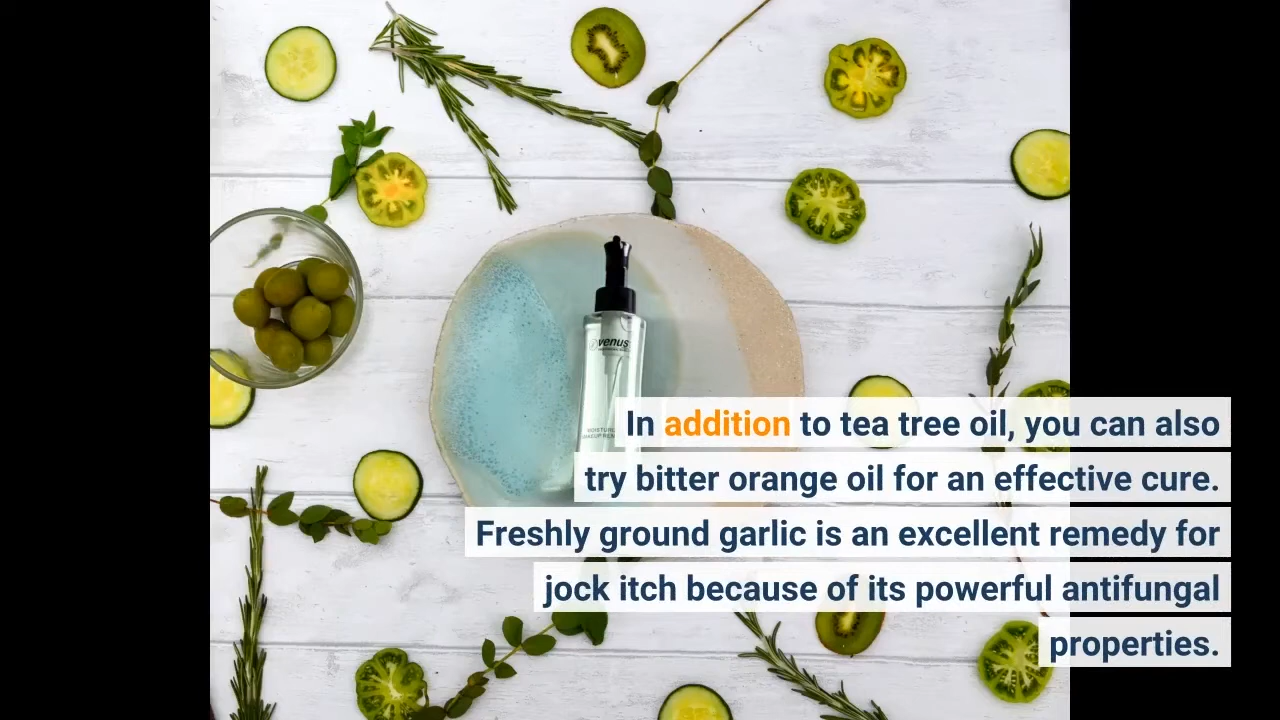 venus
In addition to tea tree oil, you can also
try bitter orange oil for an effective cure.
Freshly ground garlic is an excellent remedy for
jock itch because of its powerful antifungal
properties.